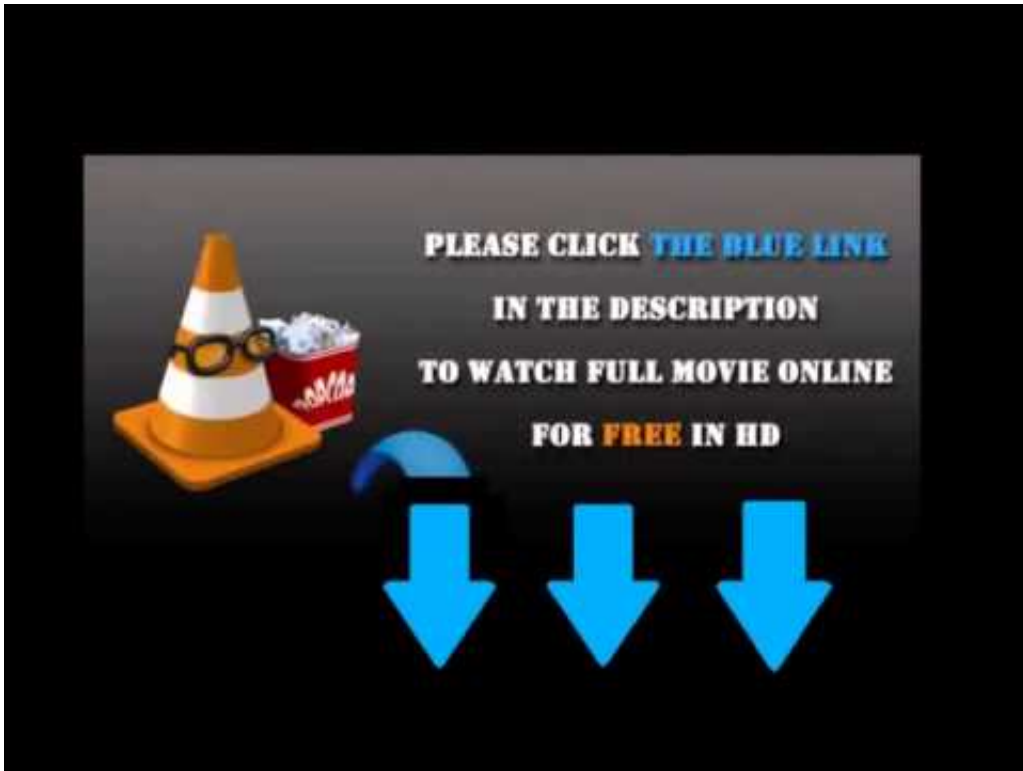 PLEASE CLICK THE BLUE LINK
IN THE DESCRIPTION
TO WATCH FULL MOVIE ONLINE
FOR FREE IN HD